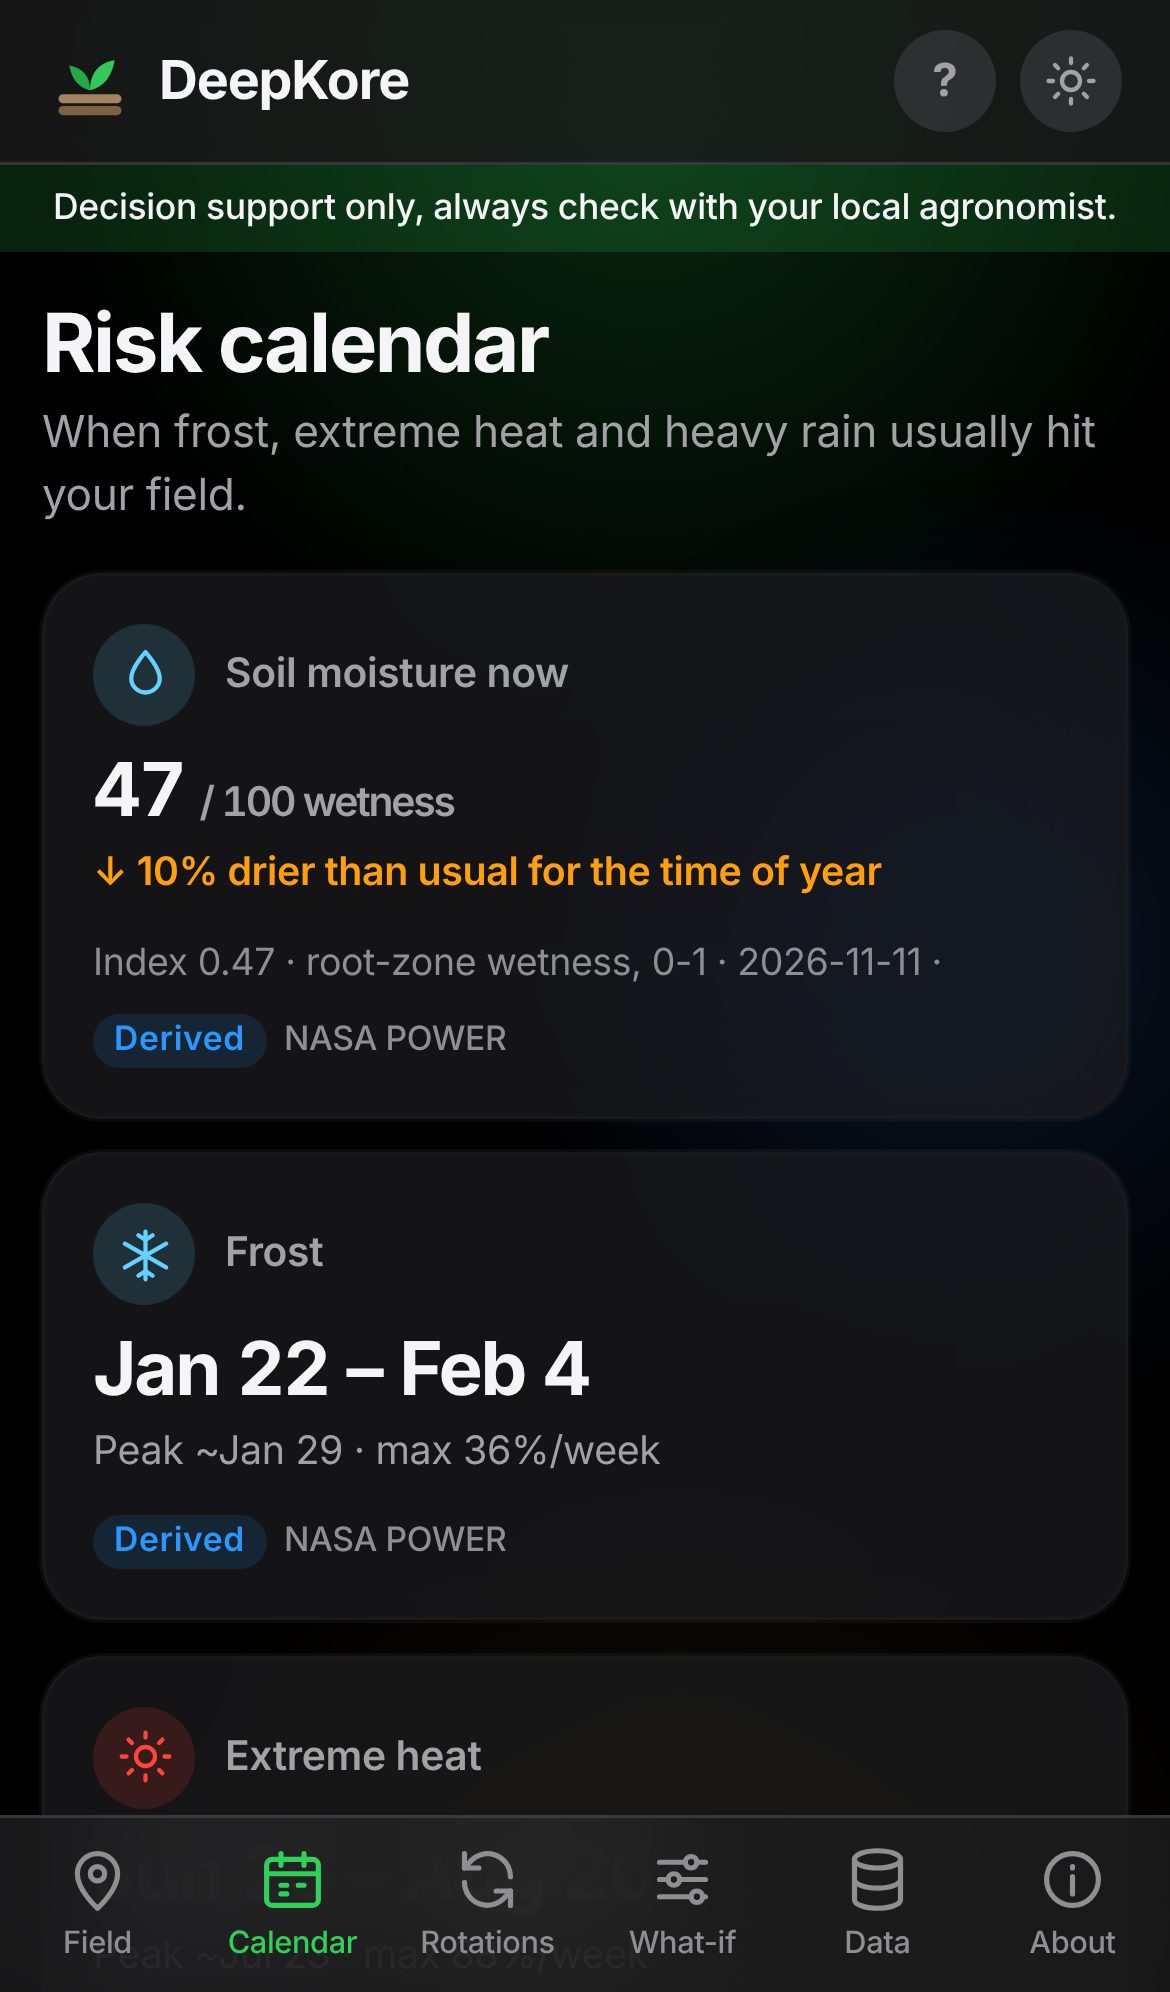 DeepKore
?
Decision support only, always check with your local agronomist.
Risk calendar
When frost, extreme heat and heavy rain usually hit
your field.
Soil moisture now
47 / 100 wetness
↓ 10% drier than usual for the time of year
Index 0.47 · root-zone wetness, 0-1 · 2026-11-11 ·
Derived NASA POWER
Frost
Jan 22 – Feb 4
Peak ~Jan 29 · max 36%/week
Derived NASA POWER
Extreme heat
Field Calendar Rotations What-if Data About